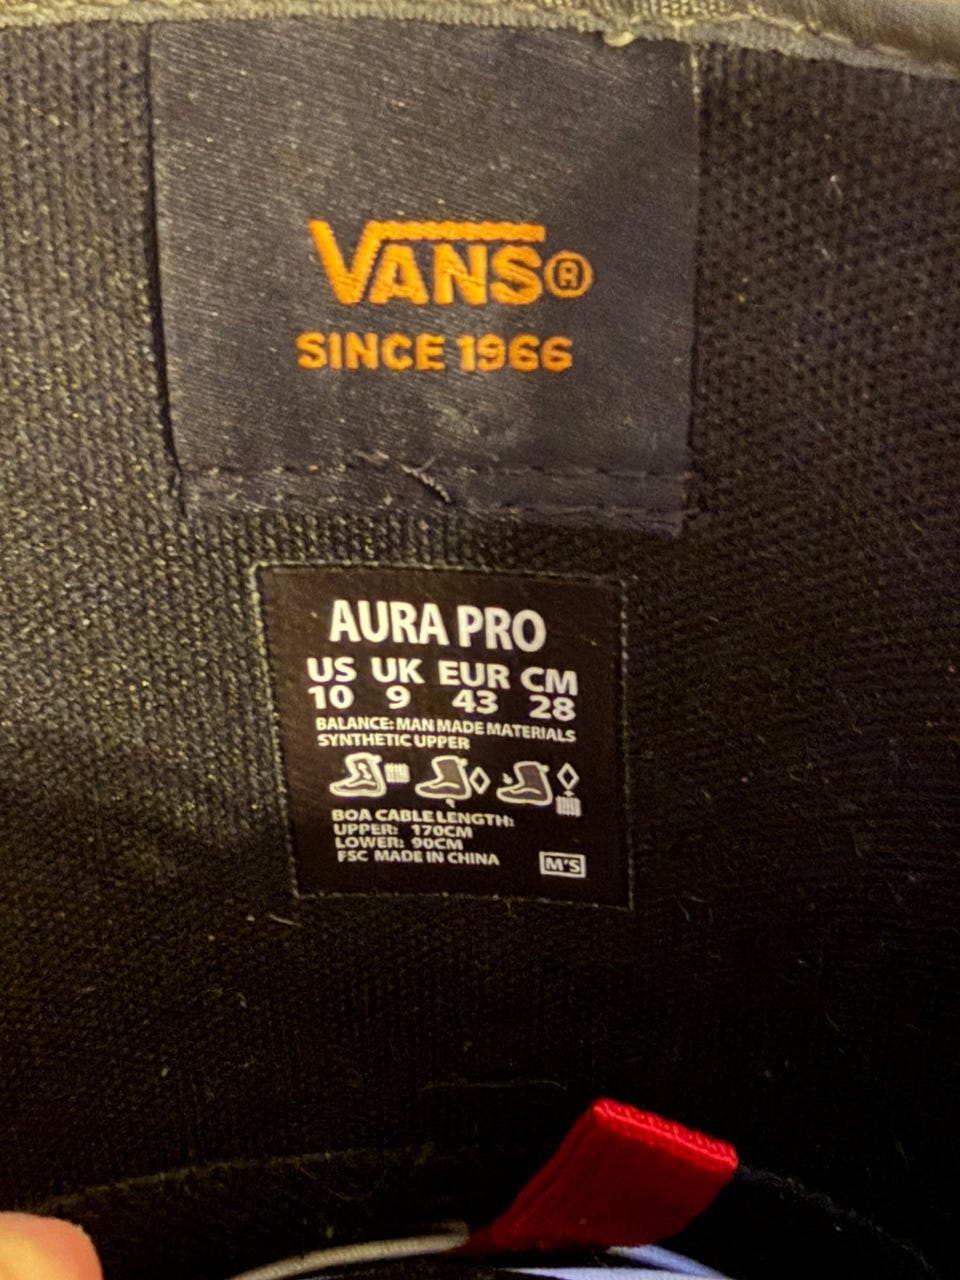 VANS®
SINCE 1966
AURA PRO
US UK EUR CM
10 9 43 28
BALANCE: MAN MADE MATERIALS
SYNTHETIC UPPER
BOA CABLE LENGTH:
UPPER: 170CM
LOWER: 90CM
FSC MADE IN CHINA
M'S